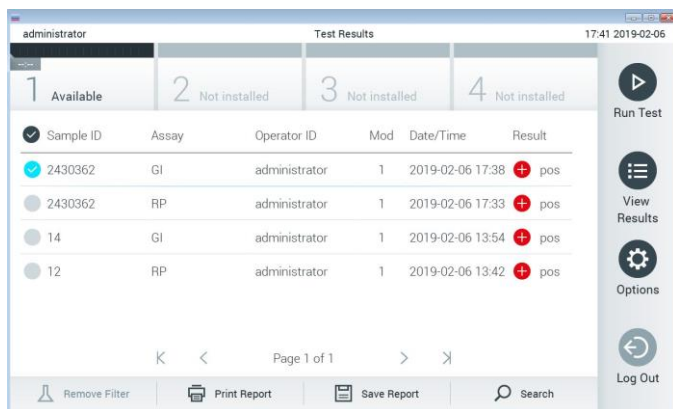 administrator Test Results 17:41 2019-02-06
1 Available 2 Not installed 3 Not installed 4 Not installed
Run Test
Sample ID Assay Operator ID Mod Date/Time Result
2430362 GI administrator 1 2019-02-06 17:38 pos
2430362 RP administrator 1 2019-02-06 17:33 pos
View
Results
14 GI administrator 1 2019-02-06 13:54 pos
12 RP administrator 1 2019-02-06 13:42 pos
Options
Page 1 of 1
Log Out
Remove Filter Print Report Save Report Search